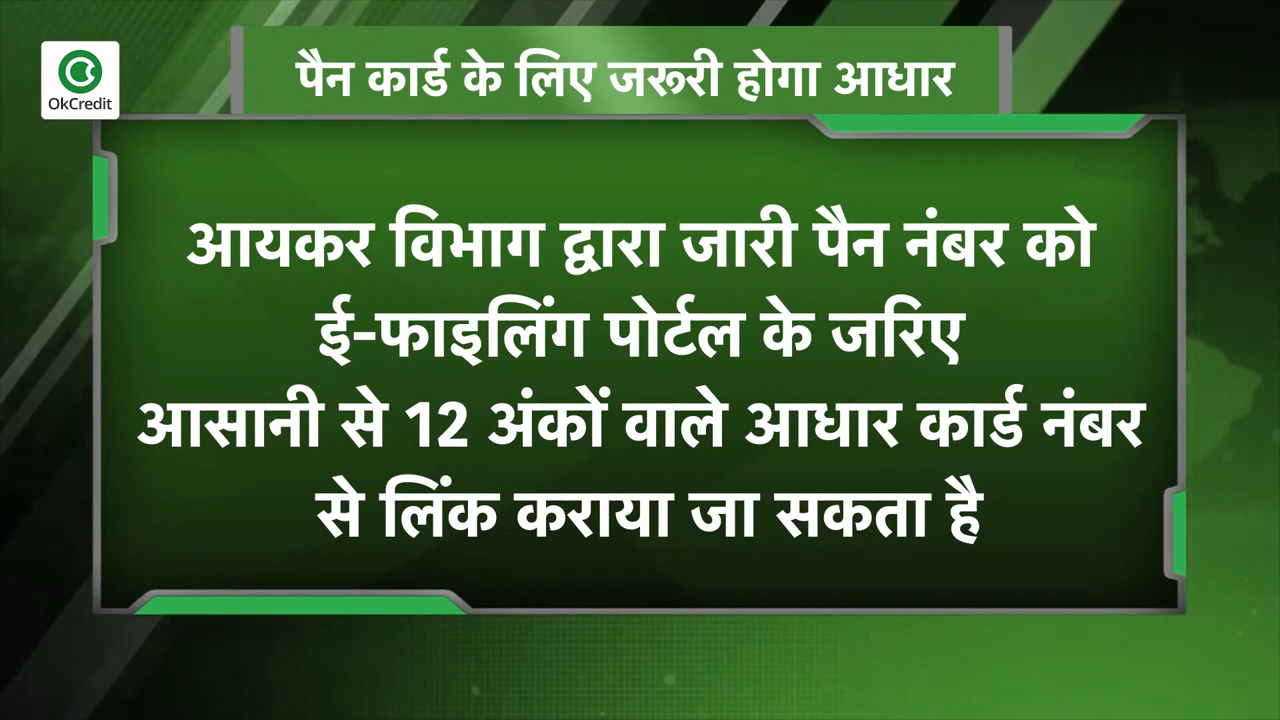 OkCredit
पैन कार्ड के लिए जरूरी होगा आधार
आयकर विभाग द्वारा जारी पैन नंबर को
ई-फाइलिंग पोर्टल के जरिए
आसानी से 12 अंकों वाले आधार कार्ड नंबर
से लिंक कराया जा सकता है